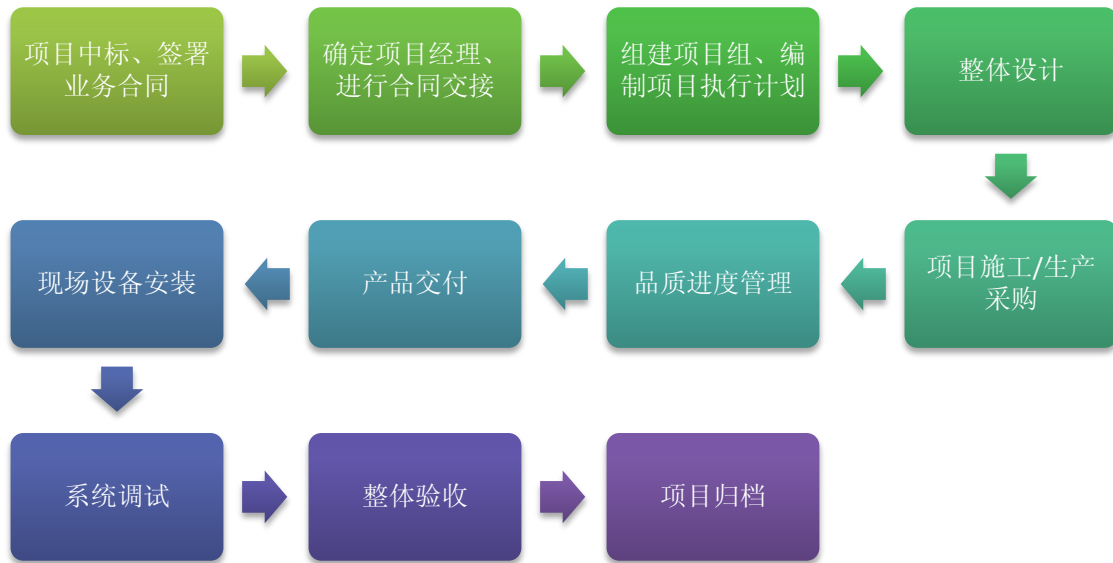 项目中标、签署
业务合同
确定项目经理、
进行合同交接
组建项目组、编
制项目执行计划
整体设计
项目施工/生产
采购
品质进度管理
产品交付
现场设备安装
系统调试
整体验收
项目归档